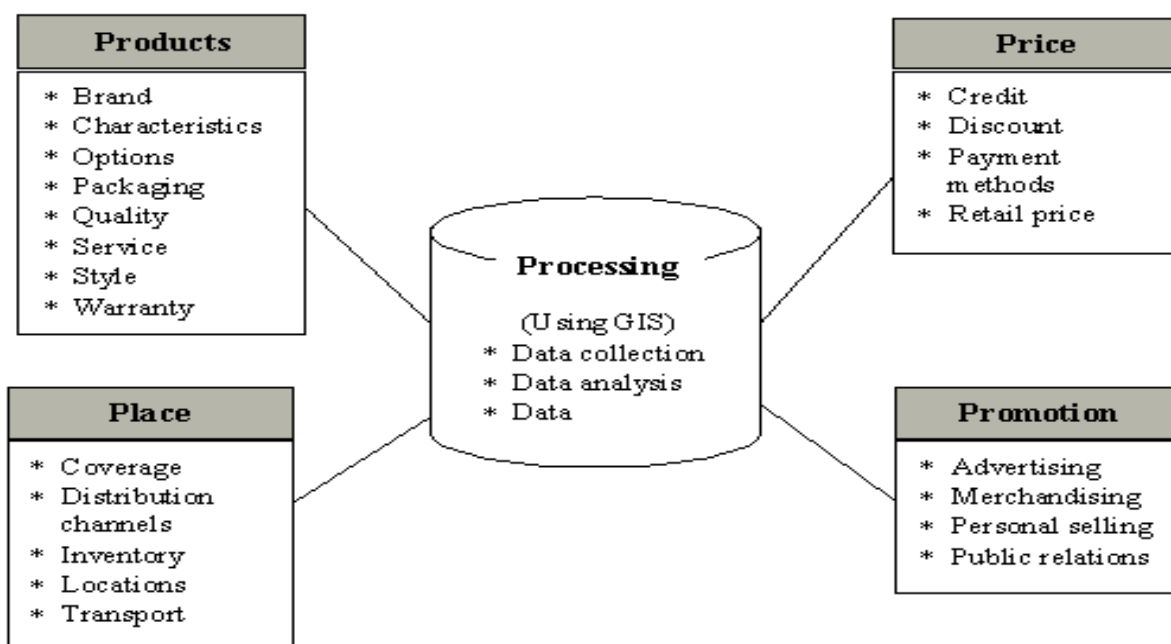 Products
* Brand
* Characteristics
* Options
* Packaging
* Quality
* Service
* Style
* Warranty
Price
* Credit
* Discount
* Payment
methods
* Retail price
Processing
(Using GIS)
* Data collection
* Data analysis
* Data
Place
* Coverage
* Distribution
channels
* Inventory
* Locations
* Transport
Promotion
* Advertising
* Merchandising
* Personal selling
* Public relations